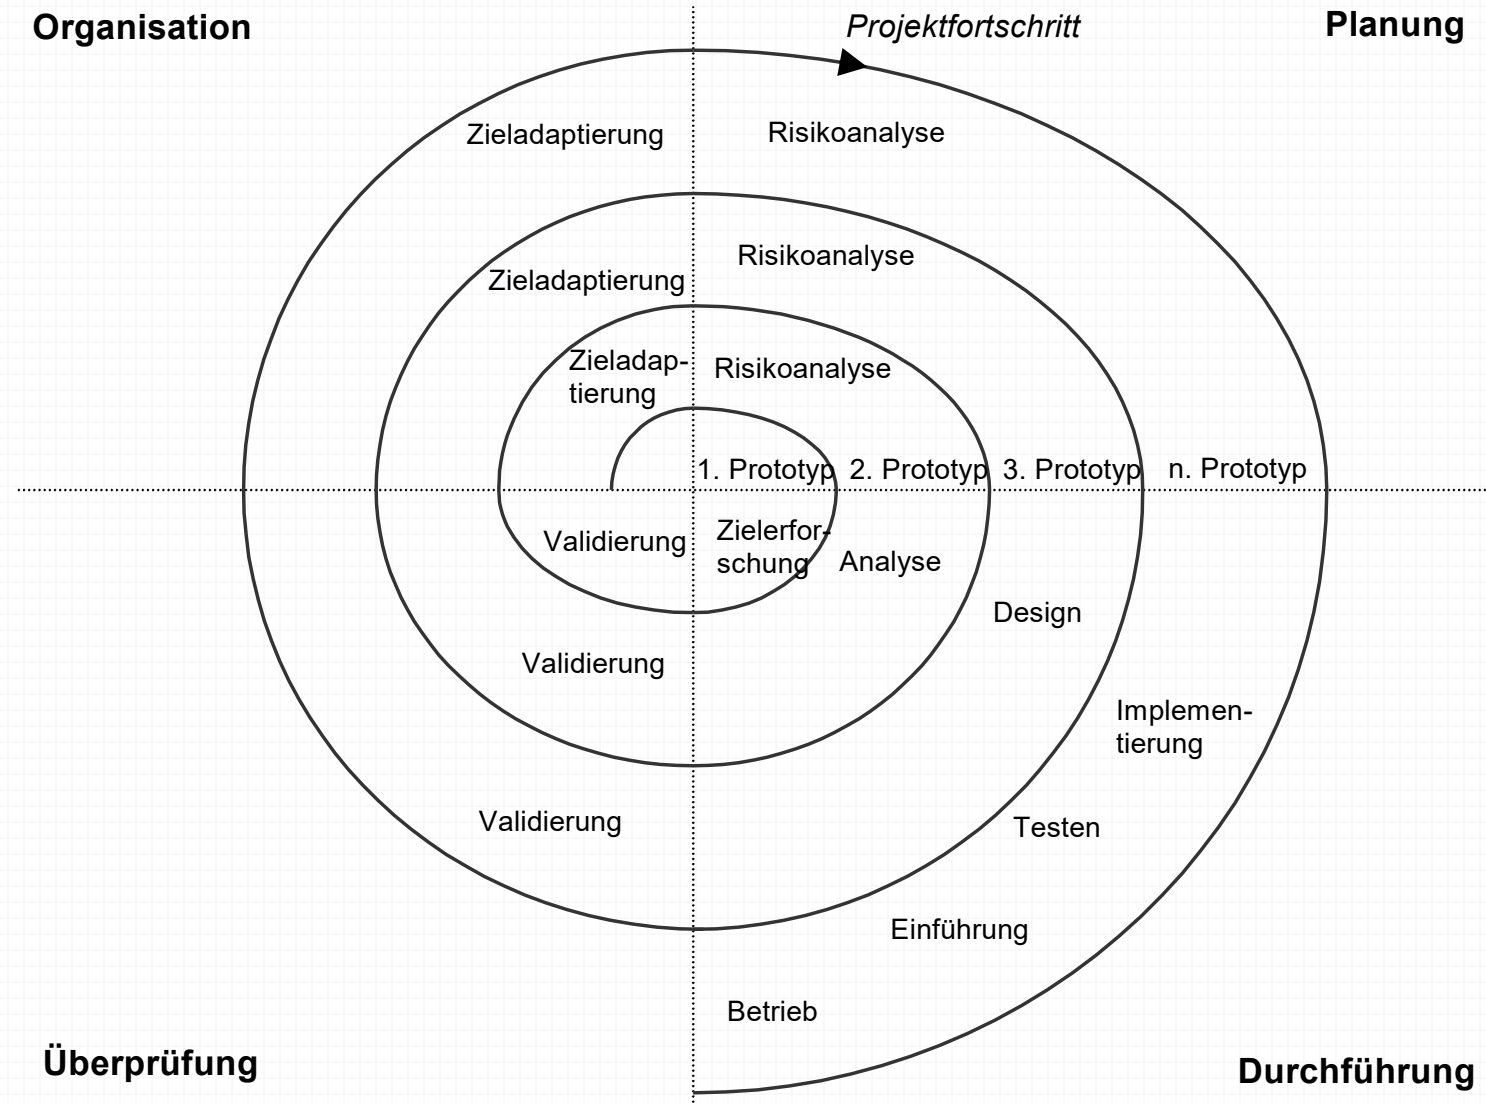 Organisation
Projektfortschritt
Planung
Zieladaptierung
Risikoanalyse
Zieladaptierung
Risikoanalyse
Zieladap-
tierung
Risikoanalyse
1. Prototyp
2. Prototyp
3. Prototyp
n. Prototyp
Validierung
Zielerfor-
schung
Analyse
Design
Validierung
Implemen-
tierung
Validierung
Testen
Einführung
Betrieb
Überprüfung
Durchführung